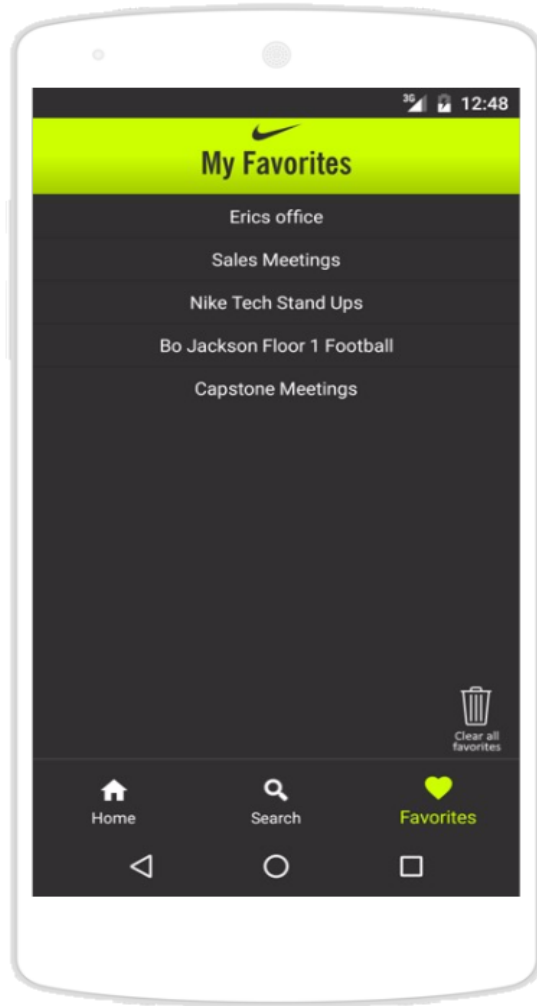 3G 12:48
My Favorites
Erics office
Sales Meetings
Nike Tech Stand Ups
Bo Jackson Floor 1 Football
Capstone Meetings
Clear all
favorites
Home Search Favorites